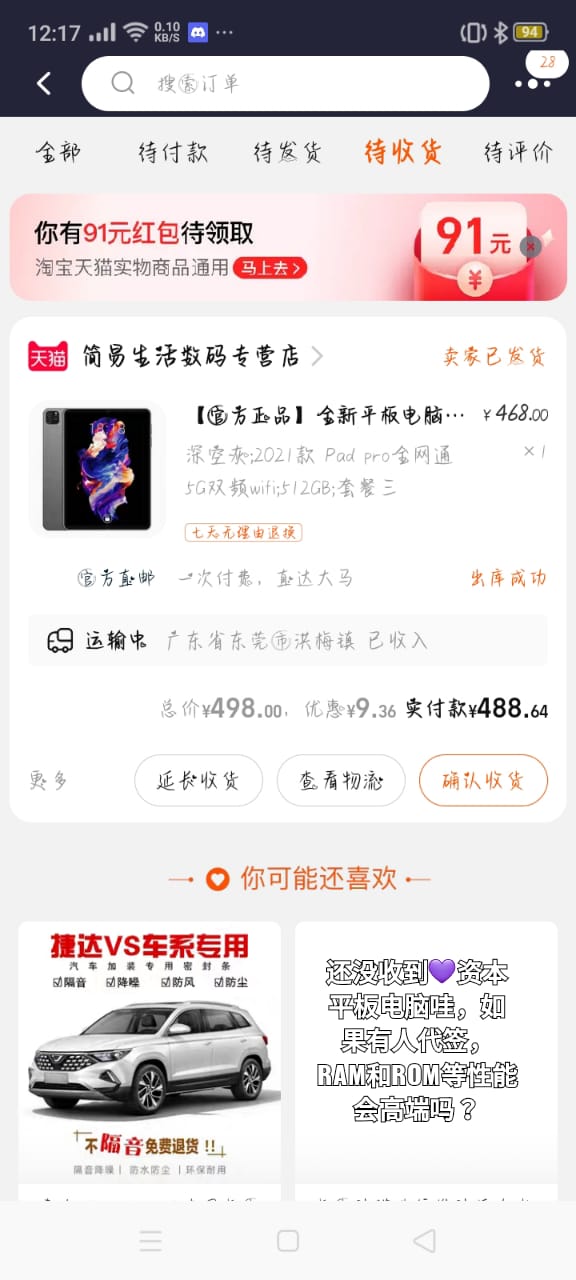 12:17
0.10 KB/S
94
搜索订单
28
全部 待付款 待发货 待收货 待评价
你有91元红包待领取
淘宝天猫实物商品通用 马上去>
91元
¥
天猫 简易生活数码专营店 >
卖家已发货
【官方正品】全新平板电脑… ¥468.00
深空灰;2021款 Pad pro全网通 ×1
5G双频wifi;512GB;套餐三
七天无理由退换
官方直邮 一次付费,直达大马 出库成功
运输中 广东省东莞市洪梅镇 已收入
总价¥498.00,优惠¥9.36 实付款¥488.64
更多 延长收货 查看物流 确认收货
你可能还喜欢
捷达VS车系专用
汽车加装专用密封条
☑隔音 ☑降噪 ☑防风 ☑防尘
不隔音免费退货!!
隔音降噪| 防水防尘 |环保耐用
还没收到💜资本
平板电脑哇,如
果有人代签,
RAM和ROM等性能
会高端吗?